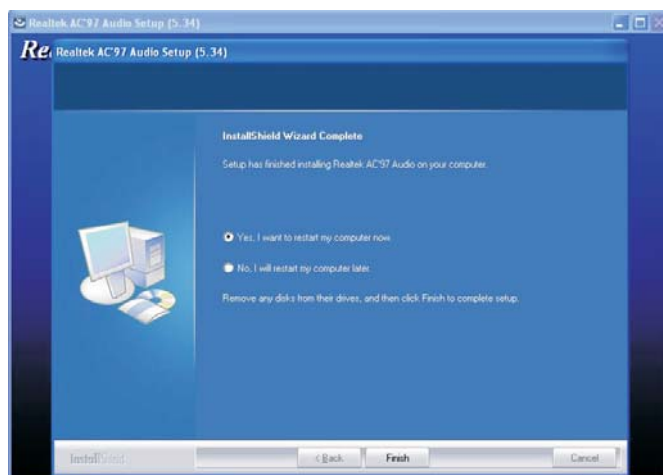 Realtek AC'97 Audio Setup (5.34)
Re
Realtek AC'97 Audio Setup (5.34)
InstallShield Wizard Complete
Setup has finished installing Realtek AC'97 Audio on your computer.
Yes, I want to restart my computer now.
No, I will restart my computer later.
Remove any disks from their drives, and then click Finish to complete setup.
InstallShield
< Back
Finish
Cancel